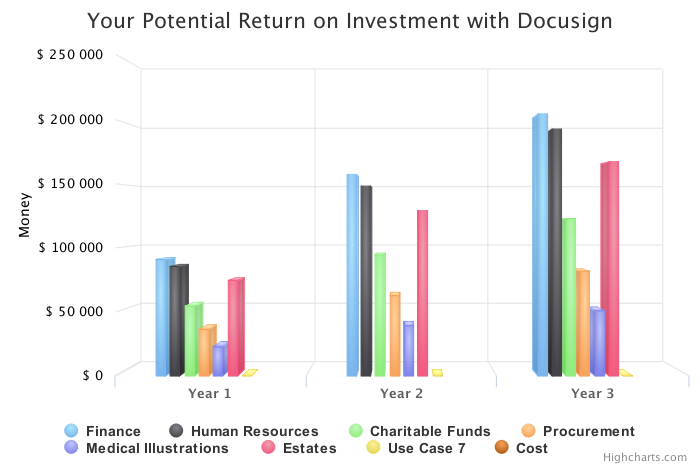 Your Potential Return on Investment with Docusign
$ 250 000
$ 200 000
$ 150 000
$ 100 000
$ 50 000
$ 0
Money
Year 1
Year 2
Year 3
Finance
Human Resources
Charitable Funds
Procurement
Medical Illustrations
Estates
Use Case 7
Cost
Highcharts.com